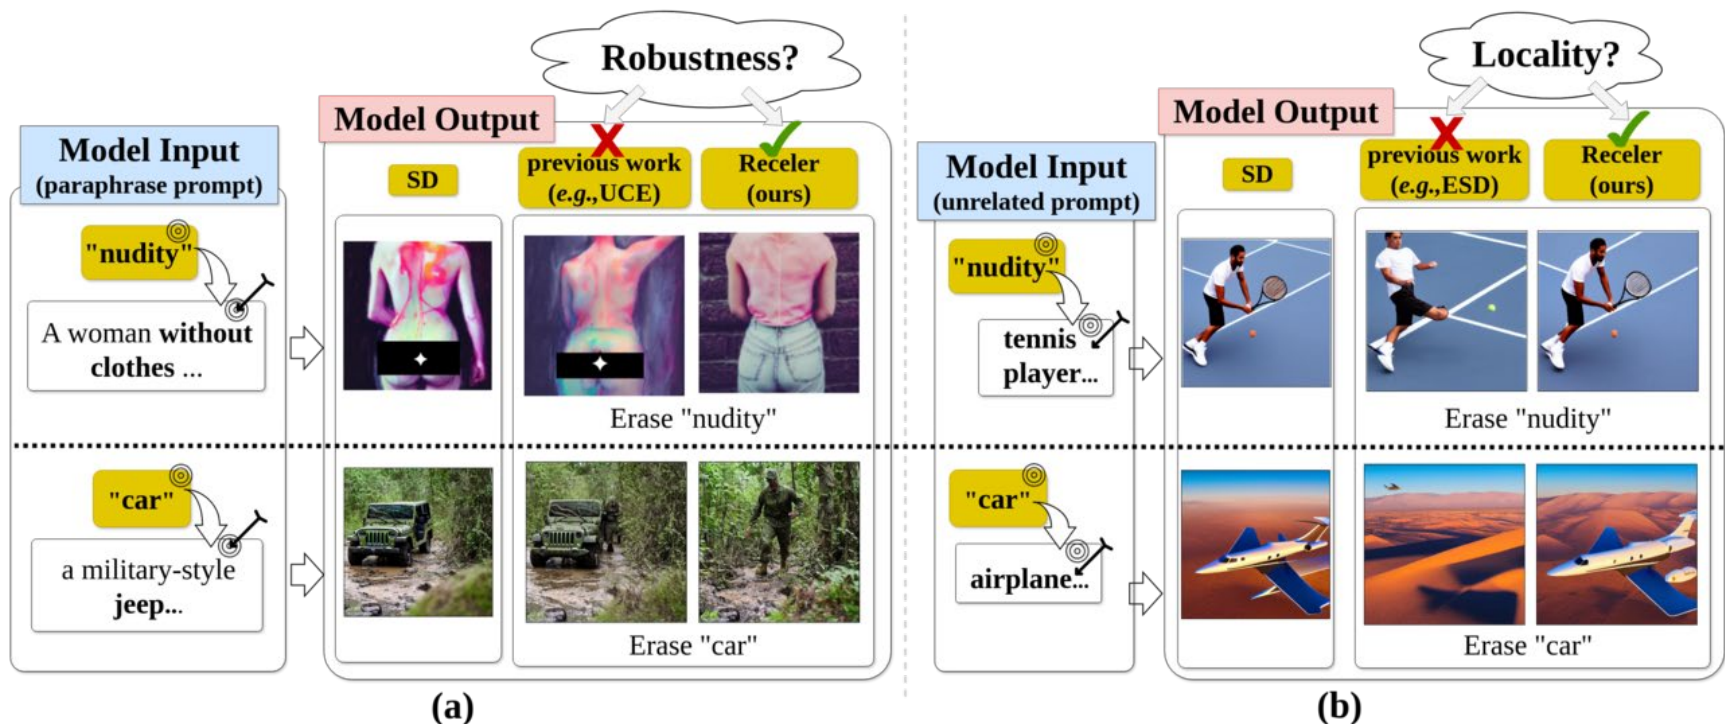 Robustness?
Model Output
Model Input
(paraphrase prompt)
SD
previous work
(e.g.,UCE)
Receler
(ours)
"nudity"
A woman without
clothes ...
Erase "nudity"
"car"
a military-style
jeep...
Erase "car"
(a)
Locality?
Model Output
Model Input
(unrelated prompt)
SD
previous work
(e.g.,ESD)
Receler
(ours)
"nudity"
tennis
player...
Erase "nudity"
"car"
airplane...
Erase "car"
(b)